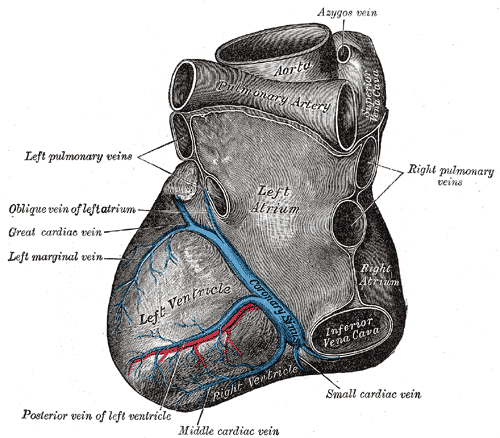 Azygos vein
Aorta
Pulmonary Artery
Superior
Vena Cava
Left pulmonary veins
Right pulmonary
veins
Left
Atrium
Oblique vein of left atrium
Great cardiac vein
Left marginal vein
Right
Atrium
Left Ventricle
Coronary Sinus
Inferior
Vena Cava
Right Ventricle
Small cardiac vein
Posterior vein of left ventricle
Middle cardiac vein